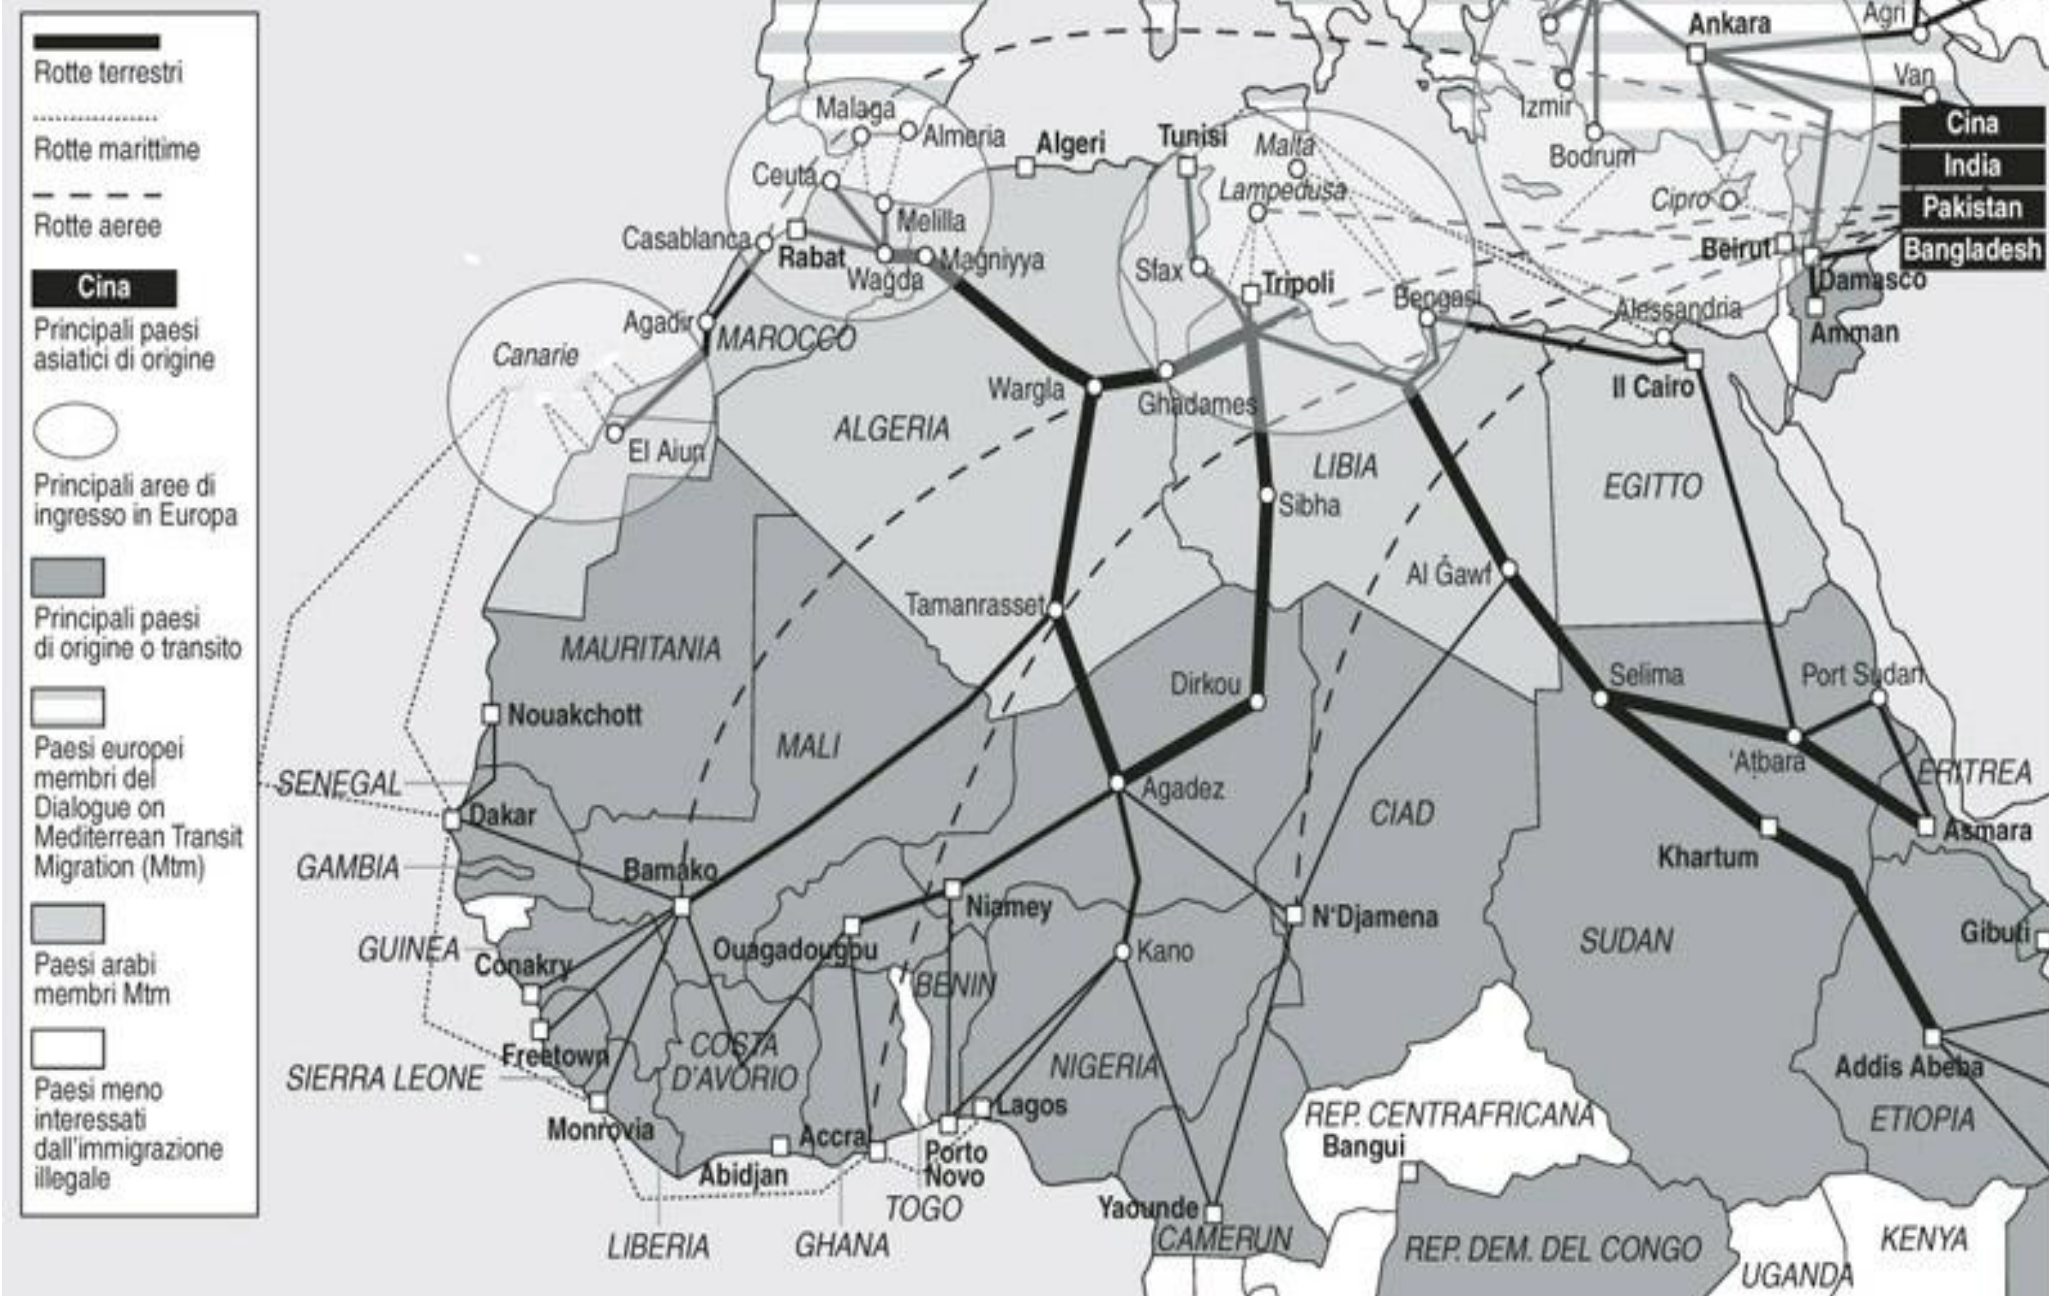 Rotte terrestri
Rotte marittime
Rotte aeree
Cina
Principali paesi
asiatici di origine
Principali aree di
ingresso in Europa
Principali paesi
di origine o transito
Paesi europei
membri del
Dialogue on
Mediterrean Transit
Migration (Mtm)
Paesi arabi
membri Mtm
Paesi meno
interessati
dall'immigrazione
illegale
Agri
Ankara
Van
Izmir
Bodrum
Cina
India
Pakistan
Bangladesh
Malaga
Almeria
Algeri
Tunisi
Malta
Ceuta
Lampedusa
Cipro
Melilla
Casablanca
Rabat
Wağda
Mağniyya
Beirut
Sfax
Tripoli
Damasco
Bengasi
Alessandria
Agadir
MAROCCO
Amman
Canarie
Wargla
Ghadames
Il Cairo
ALGERIA
El Aiun
LIBIA
EGITTO
Sibha
Al Ğawf
Tamanrasset
MAURITANIA
Dirkou
Selima
Port Sudan
Nouakchott
MALI
'Aṭbara
ERITREA
SENEGAL
Agadez
Dakar
CIAD
Asmara
GAMBIA
Bamako
Khartum
Niamey
N'Djamena
Gibuti
GUINEA
Conakry
Ouagadougou
Kano
SUDAN
BENIN
Freetown
COSTA
D'AVORIO
NIGERIA
Addis Abeba
SIERRA LEONE
Lagos
REP. CENTRAFRICANA
ETIOPIA
Monrovia
Accra
Porto
Novo
Bangui
Abidjan
TOGO
Yaounde
CAMERUN
LIBERIA
GHANA
REP. DEM. DEL CONGO
KENYA
UGANDA